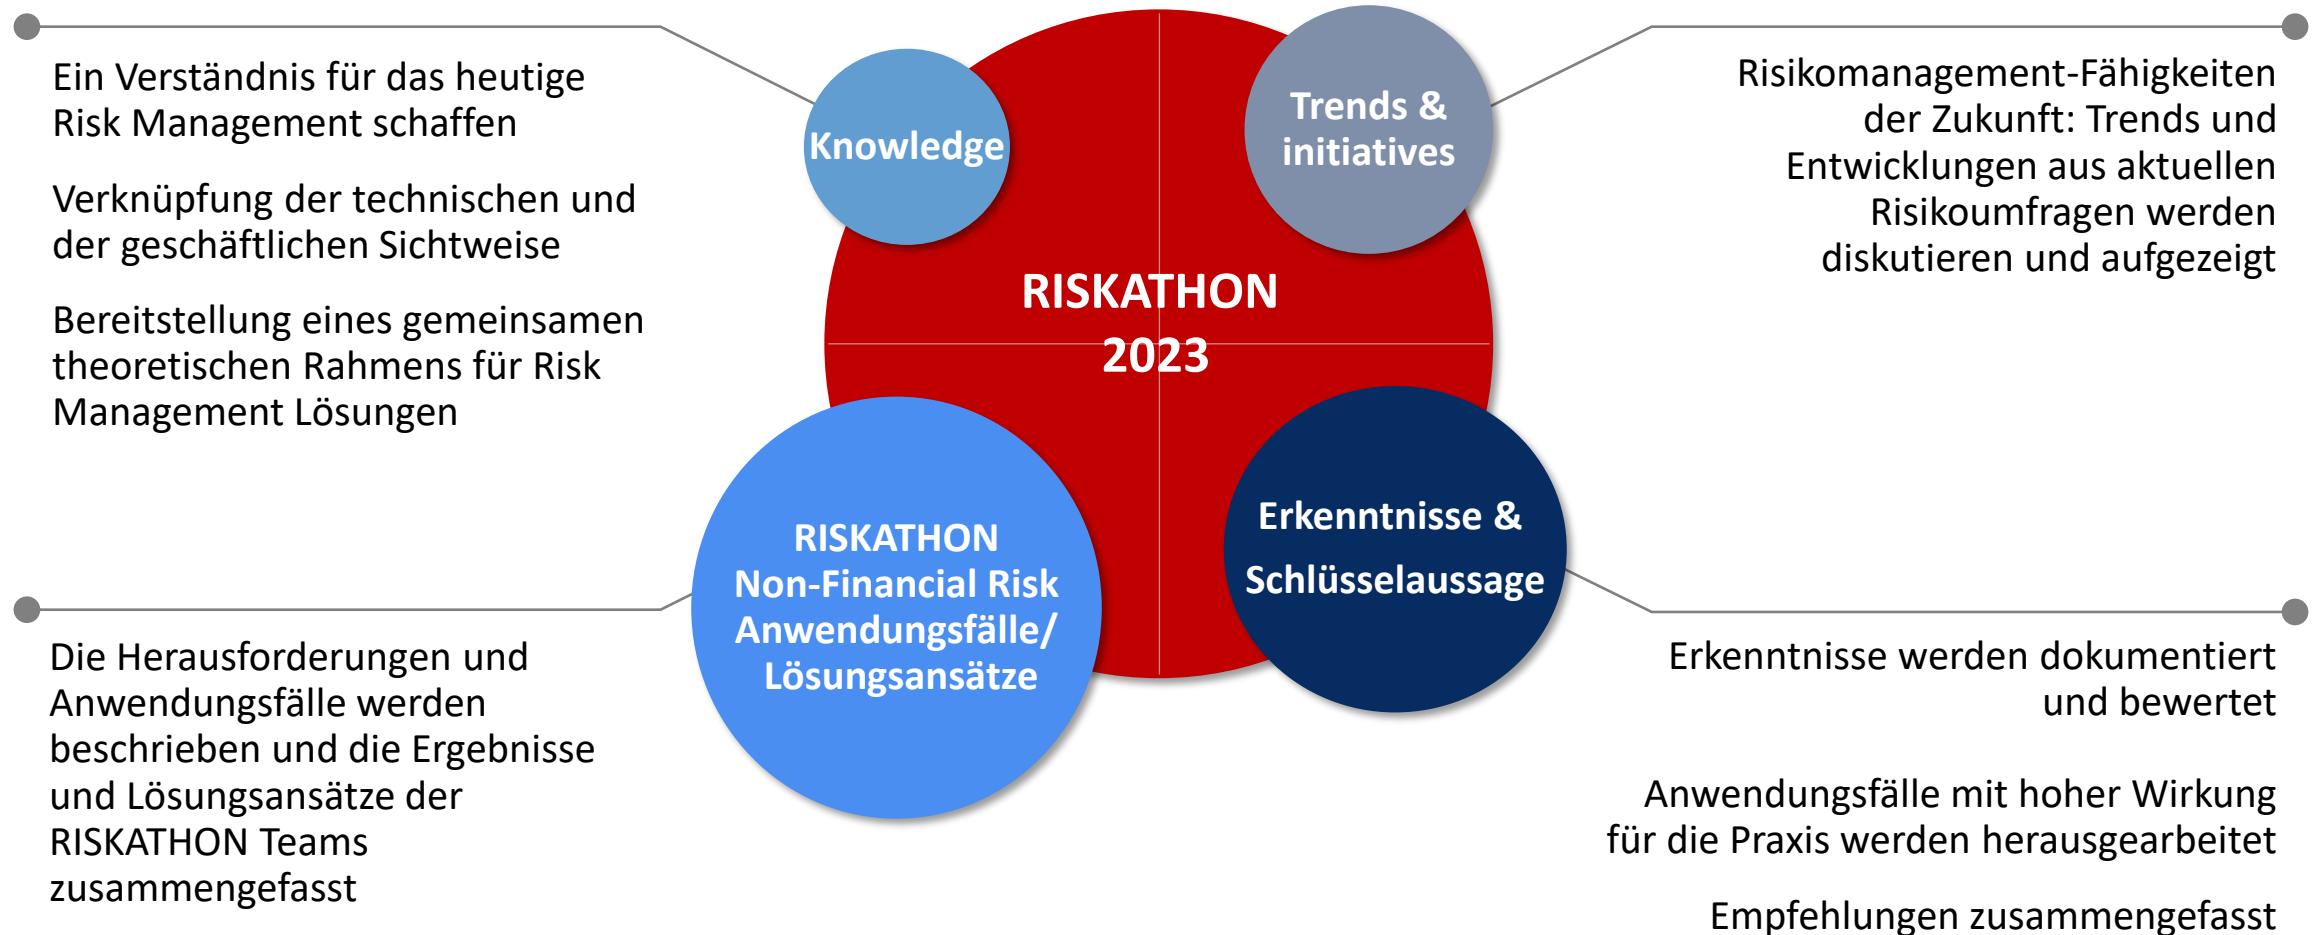 Ein Verständnis für das heutige
Risk Management schaffen
Verknüpfung der technischen und
der geschäftlichen Sichtweise
Bereitstellung eines gemeinsamen
theoretischen Rahmens für Risk
Management Lösungen
Knowledge
Trends &
initiatives
Risikomanagement-Fähigkeiten
der Zukunft: Trends und
Entwicklungen aus aktuellen
Risikoumfragen werden
diskutieren und aufgezeigt
RISKATHON
2023
RISKATHON
Non-Financial Risk
Anwendungsfälle/
Lösungsansätze
Erkenntnisse &
Schlüsselaussage
Die Herausforderungen und
Anwendungsfälle werden
beschrieben und die Ergebnisse
und Lösungsansätze der
RISKATHON Teams
zusammengefasst
Erkenntnisse werden dokumentiert
und bewertet
Anwendungsfälle mit hoher Wirkung
für die Praxis werden herausgearbeitet
Empfehlungen zusammengefasst